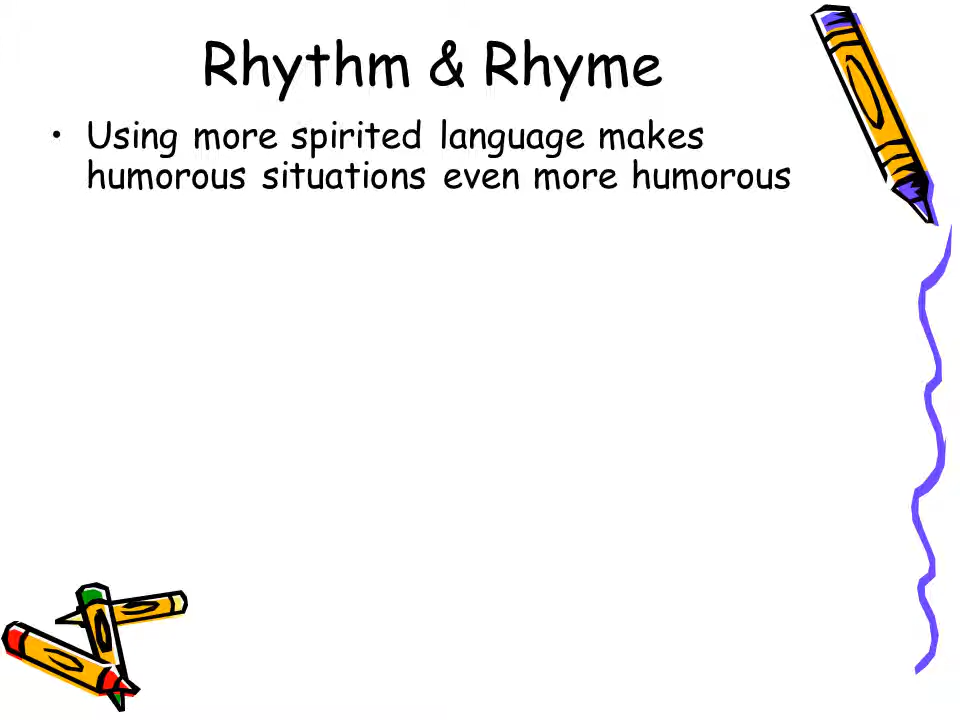 Rhythm & Rhyme
• Using more spirited language makes
humorous situations even more humorous